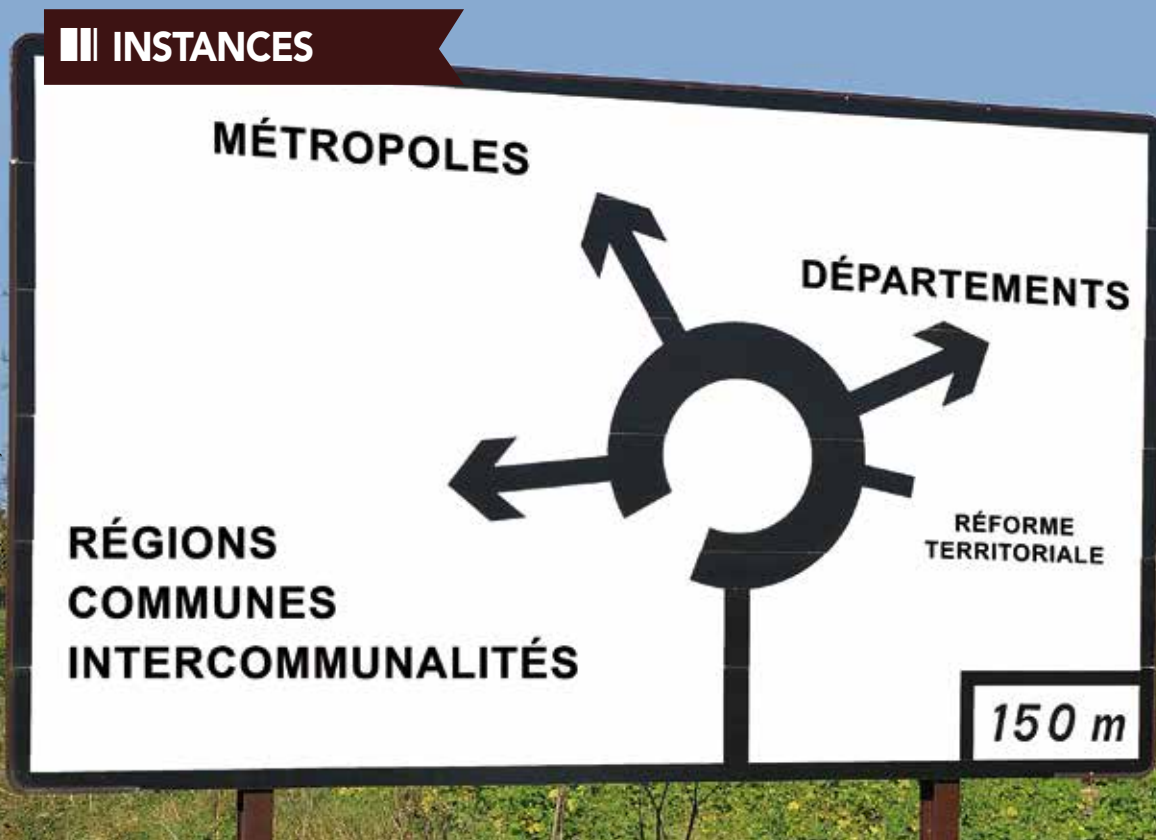 INSTANCES
MÉTROPOLES
DÉPARTEMENTS
RÉFORME
TERRITORIALE
RÉGIONS
COMMUNES
INTERCOMMUNALITÉS
150 m